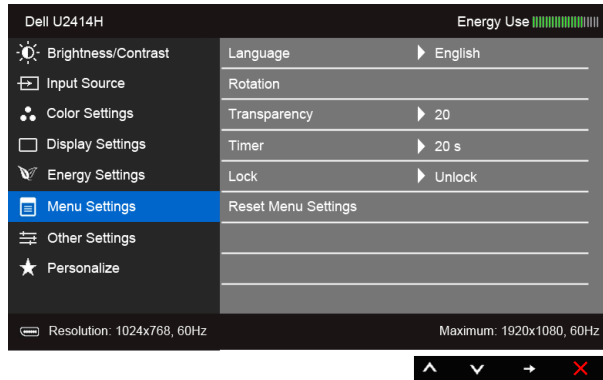 Dell U2414H Energy Use
Brightness/Contrast Language English
Input Source Rotation
Color Settings Transparency 20
Display Settings Timer 20 s
Energy Settings Lock Unlock
Menu Settings Reset Menu Settings
Other Settings
Personalize
Resolution: 1024x768, 60Hz Maximum: 1920x1080, 60Hz